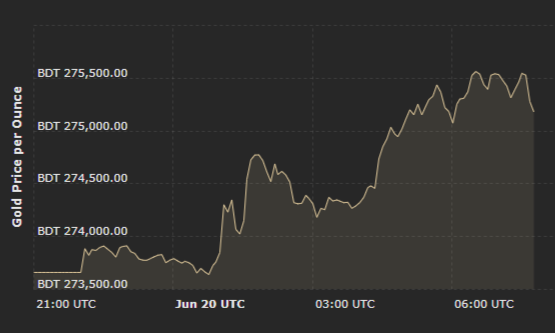 Gold Price per Ounce
BDT 275,500.00
BDT 275,000.00
BDT 274,500.00
BDT 274,000.00
BDT 273,500.00
21:00 UTC
Jun 20 UTC
03:00 UTC
06:00 UTC